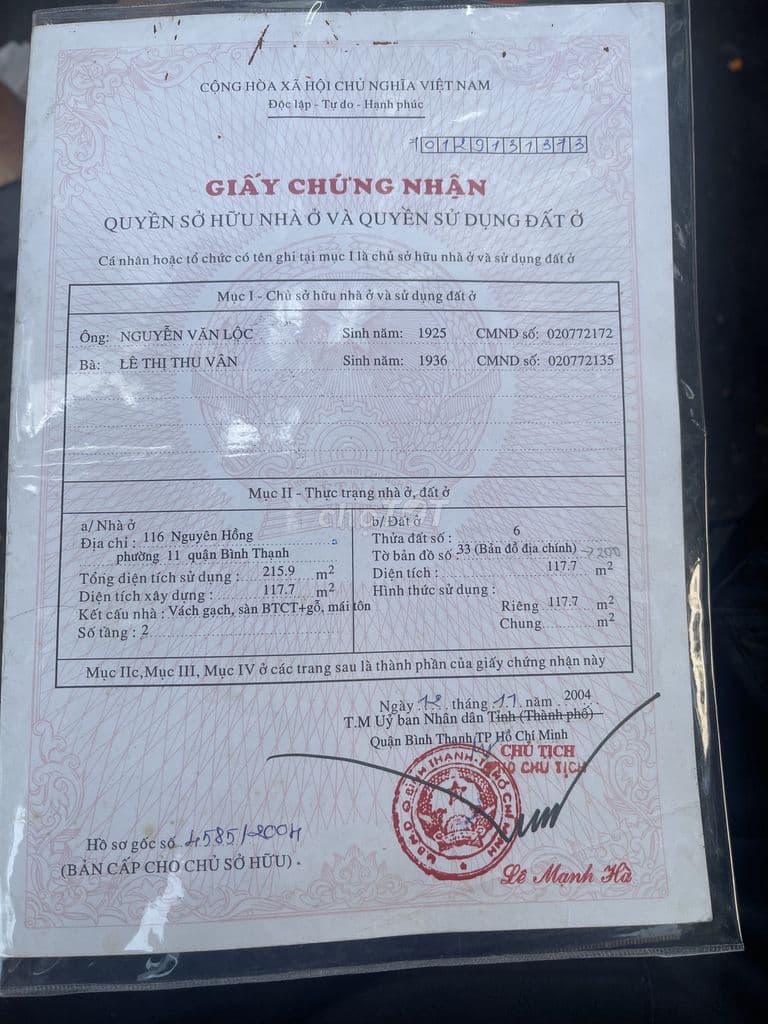 CỘNG HÒA XÃ HỘI CHỦ NGHĨA VIỆT NAM
Độc lập - Tự do - Hạnh phúc
GIẤY CHỨNG NHẬN
QUYỀN SỞ HỮU NHÀ Ở VÀ QUYỀN SỬ DỤNG ĐẤT Ở
Cá nhân hoặc tổ chức có tên ghi tại mục I là chủ sở hữu nhà ở và sử dụng đất ở
Mục I - Chủ sở hữu nhà ở và sử dụng đất ở
Ông: NGUYỄN VĂN LỘC Sinh năm: 1925 CMND số: 020772172
Bà: LÊ THỊ THU VÂN Sinh năm: 1936 CMND số: 020772135
Mục II - Thực trạng nhà ở, đất ở
a/ Nhà ở
Địa chỉ : 116 Nguyên Hồng
phường 11 quận Bình Thạnh
Tổng diện tích sử dụng : 215.9 m²
Diện tích xây dựng : 117.7 m²
Kết cấu nhà : Vách gạch, sàn BTCT+gỗ, mái tôn
Số tầng : 2
b/ Đất ở
Thửa đất số : 6
Tờ bản đồ số : 33 (Bản đồ địa chính)
Diện tích : 117.7 m²
Hình thức sử dụng :
Riêng 117.7 m²
Chung m²
Mục IIc,Mục III, Mục IV ở các trang sau là thành phần của giấy chứng nhận này
Ngày 12 tháng 11 năm 2004
T.M Uỷ ban Nhân dân Tỉnh (Thành phố)
Quận Bình Thạnh TP Hồ Chí Minh
CHỦ TỊCH
PHO CHU TỊCH
Lê Mạnh Hà
Hồ sơ gốc số 4585/2004
(BẢN CẤP CHO CHỦ SỞ HỮU)
chợTỐT